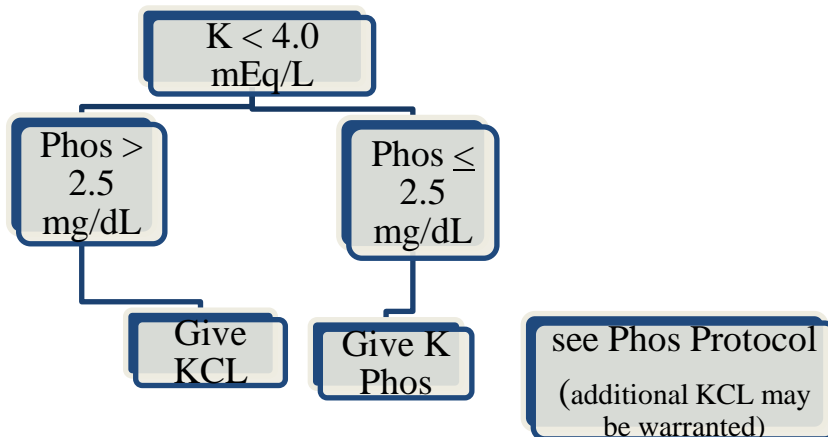 K < 4.0
mEq/L
Phos >
2.5
mg/dL
Phos ≤
2.5
mg/dL
Give
KCL
Give K
Phos
see Phos Protocol
(additional KCL may
be warranted)